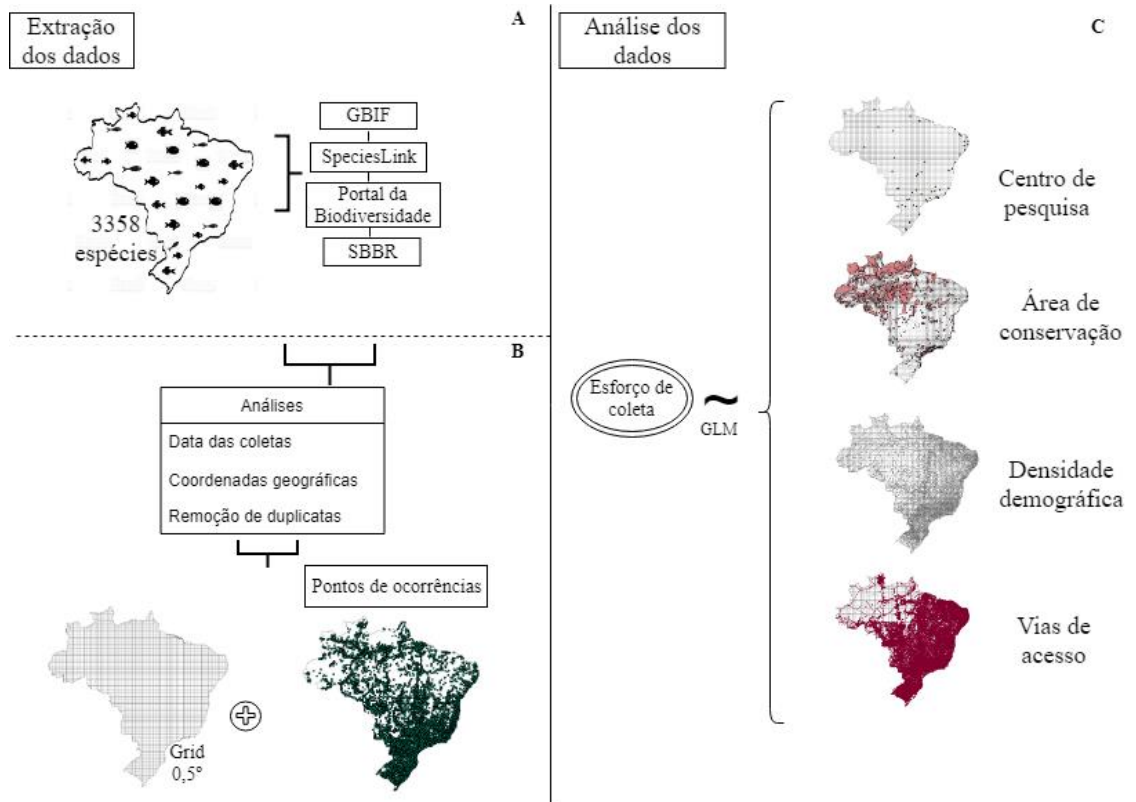 Extração
dos dados
A
GBIF
SpeciesLink
Portal da
Biodiversidade
SBBR
3358
espécies
B
Análises
Data das coletas
Coordenadas geográficas
Remoção de duplicatas
Pontos de ocorrências
Grid
0,5º
Análise dos
dados
C
Esforço de
coleta
~
GLM
Centro de
pesquisa
Área de
conservação
Densidade
demográfica
Vias de
acesso